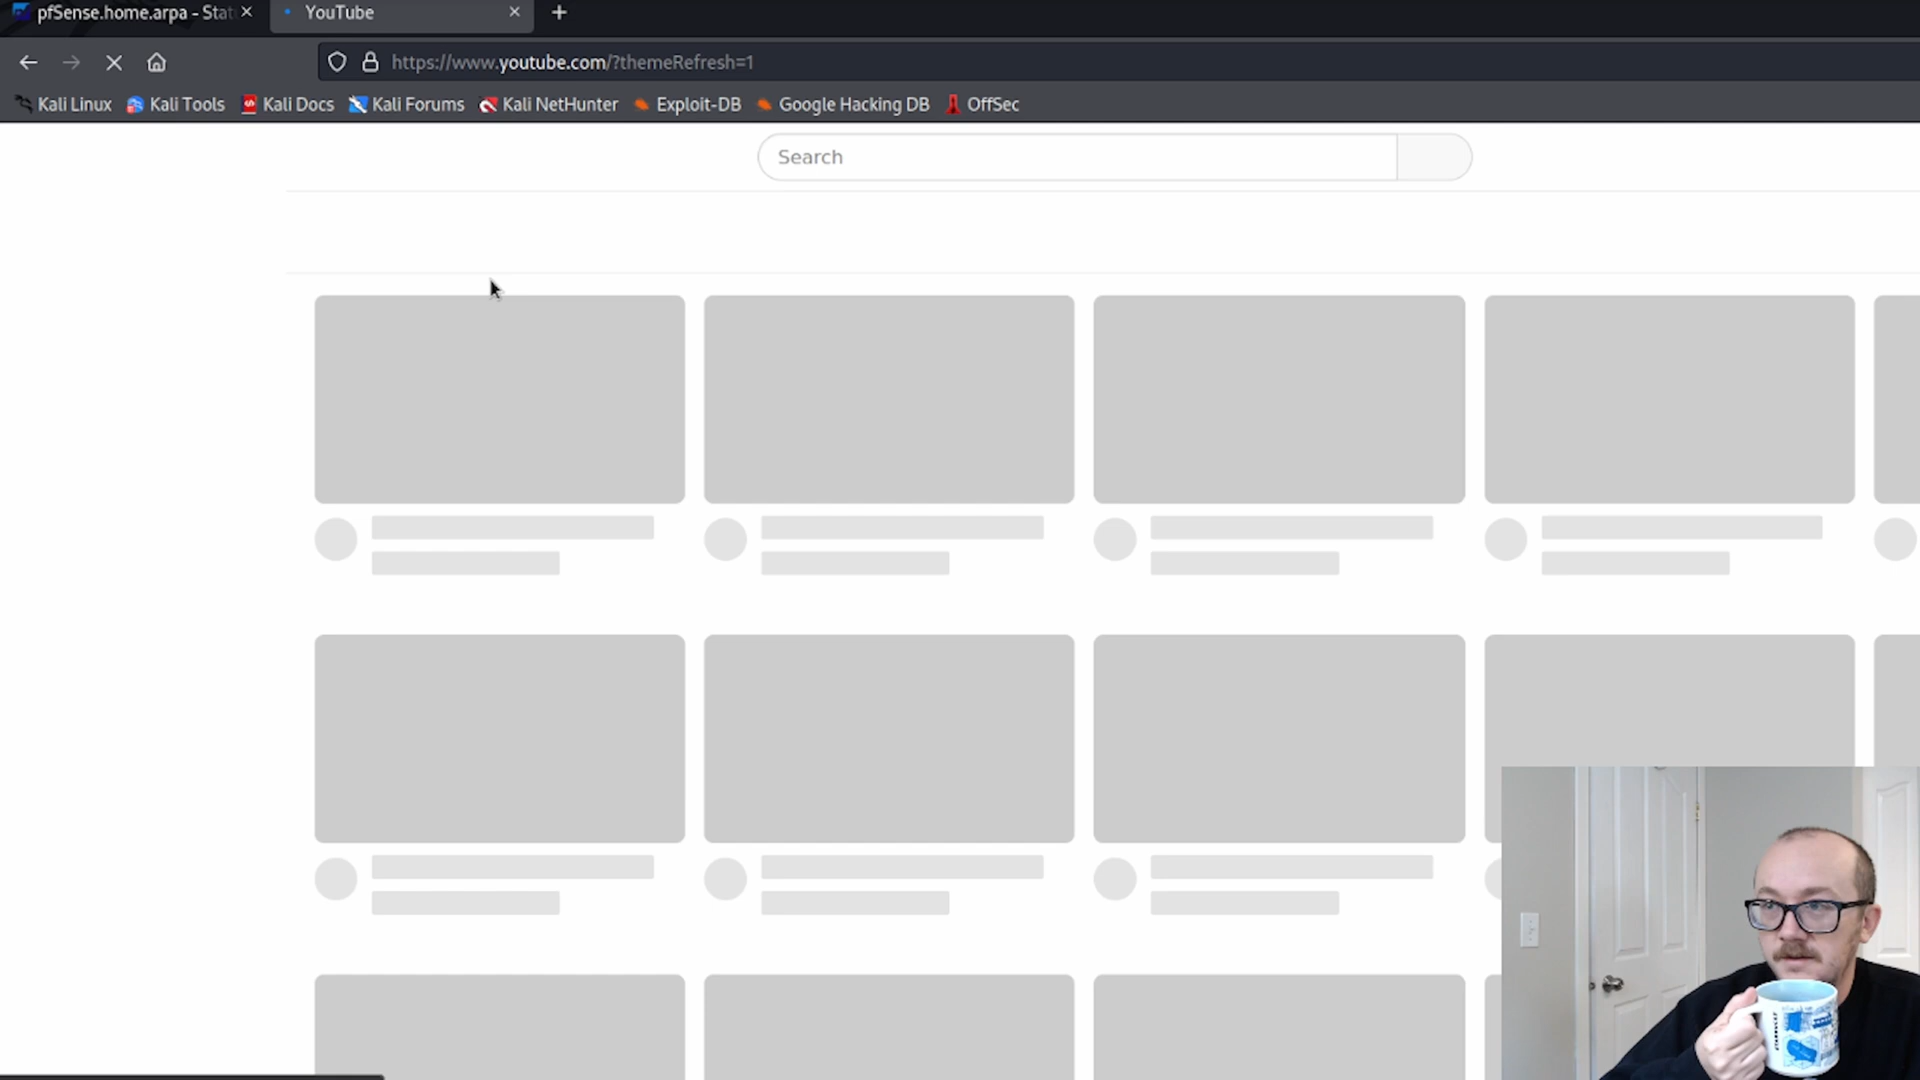 pfSense.home.arpa - Stat
YouTube
https://www.youtube.com/?themeRefresh=1
Kali Linux
Kali Tools
Kali Docs
Kali Forums
Kali NetHunter
Exploit-DB
Google Hacking DB
OffSec
Search
STARBUCKS